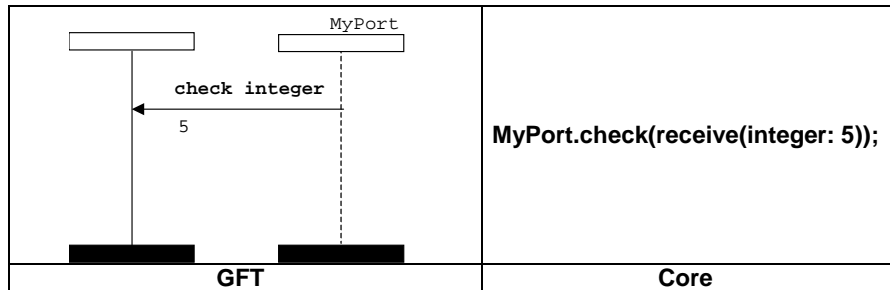 MyPort
check integer
5
MyPort.check(receive(integer: 5));
GFT
Core